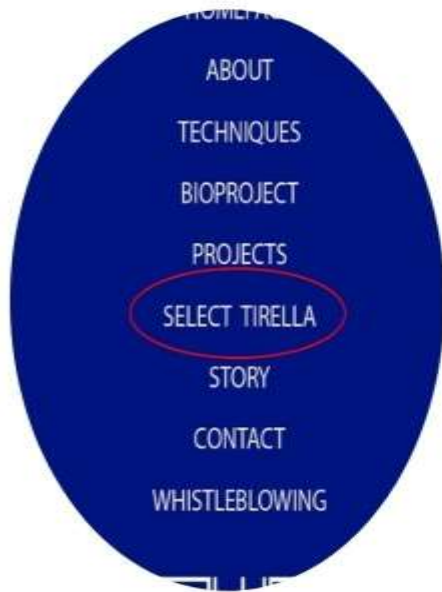 ABOUT
TECHNIQUES
BIOPROJECT
PROJECTS
SELECT TIRELLA
STORY
CONTACT
WHISTLEBLOWING